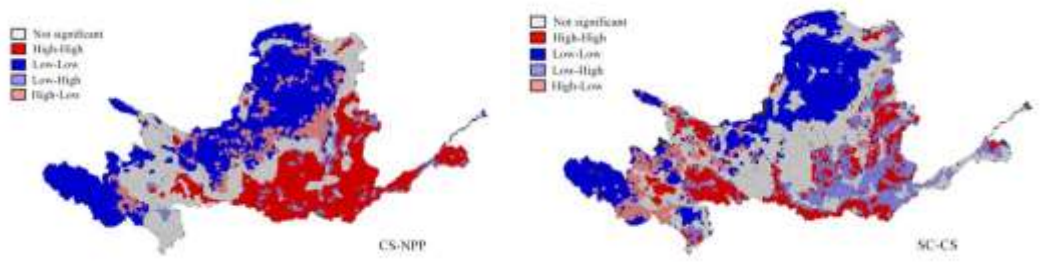 Not significant
High-High
Low-Low
Low-High
High-Low
CS-NPP
Not significant
High-High
Low-Low
Low-High
High-Low
SC-CS